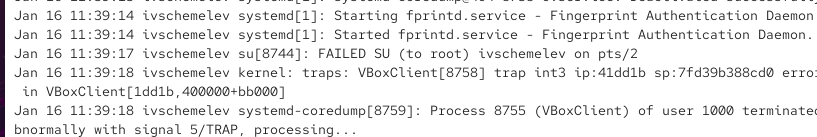 Jan 16 11:39:14 ivschemelev systemd[1]: Starting fprintd.service - Fingerprint Authentication Daemon
Jan 16 11:39:14 ivschemelev systemd[1]: Started fprintd.service - Fingerprint Authentication Daemon.
Jan 16 11:39:17 ivschemelev su[8744]: FAILED SU (to root) ivschemelev on pts/2
Jan 16 11:39:18 ivschemelev kernel: traps: VBoxClient[8758] trap int3 ip:41dd1b sp:7fd39b388cd0 erro
in VBoxClient[1dd1b,400000+bb000]
Jan 16 11:39:18 ivschemelev systemd-coredump[8759]: Process 8755 (VBoxClient) of user 1000 terminate
bnormally with signal 5/TRAP, processing...